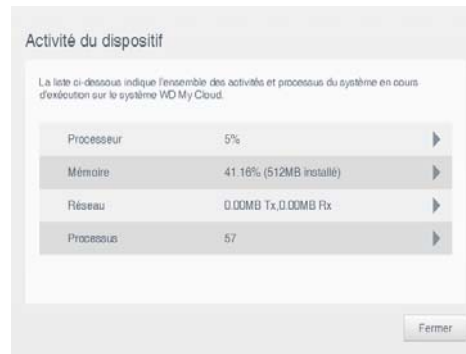 Activité du dispositif
La liste ci-dessous indique l'ensemble des activités et processus du système en cours
d'exécution sur le système WD My Cloud.
Processeur 5%
Mémoire 41.16% (512MB installé)
Réseau 0.00MB Tx,0.00MB Rx
Processus 57
Fermer